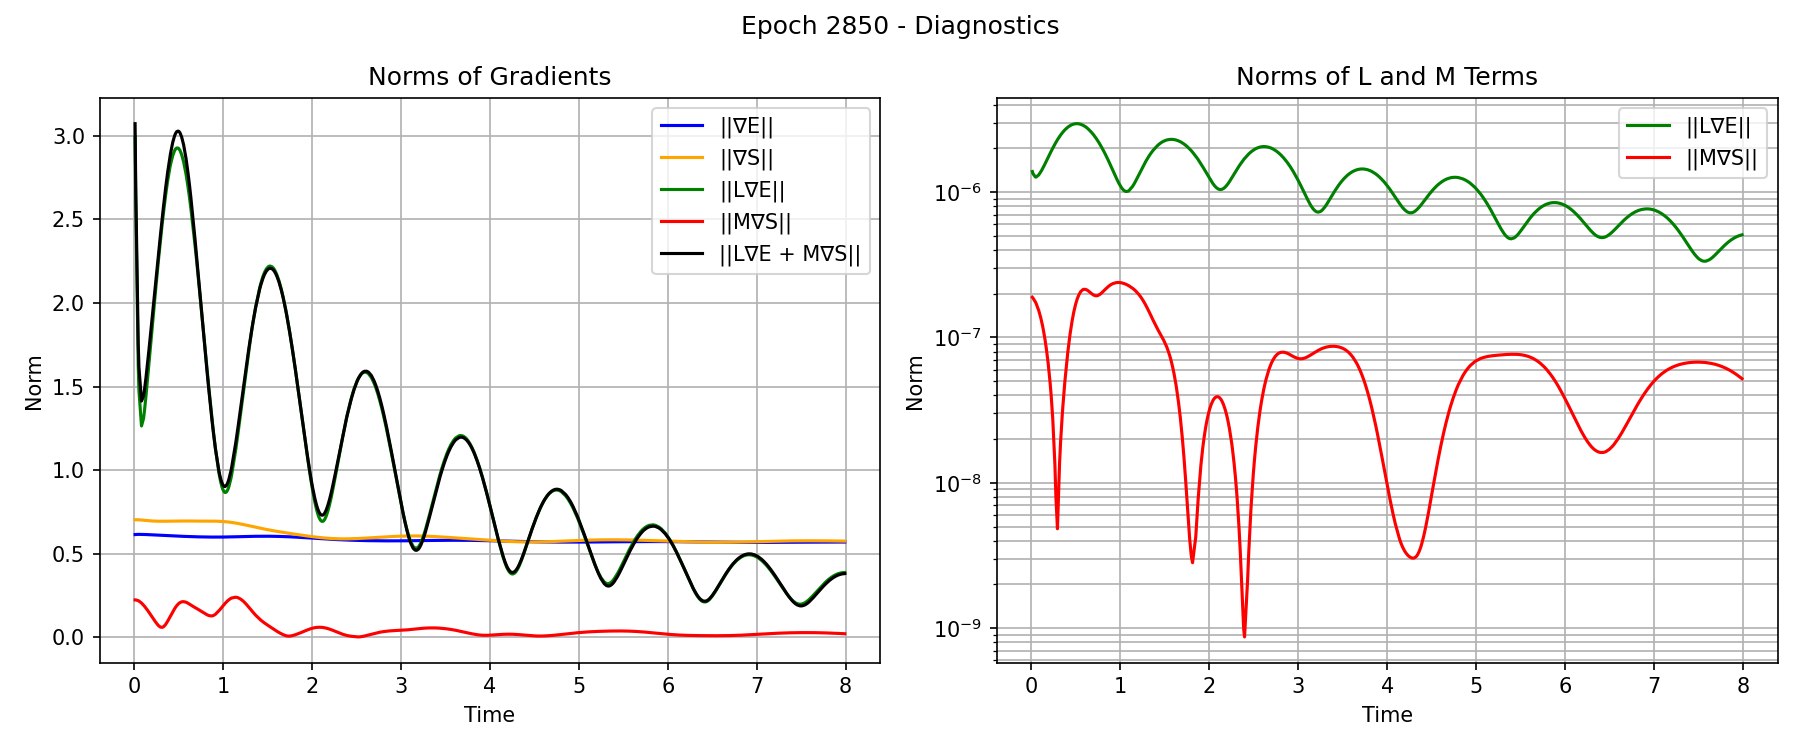 Epoch 2850 - Diagnostics
Norms of Gradients
Norm
3.0
2.5
2.0
1.5
1.0
0.5
0.0
||∇E||
||∇S||
||L∇E||
||M∇S||
||L∇E + M∇S||
0 1 2 3 4 5 6 7 8
Time
Norms of L and M Terms
Norm
10⁻⁶
10⁻⁷
10⁻⁸
10⁻⁹
||L∇E||
||M∇S||
0 1 2 3 4 5 6 7 8
Time